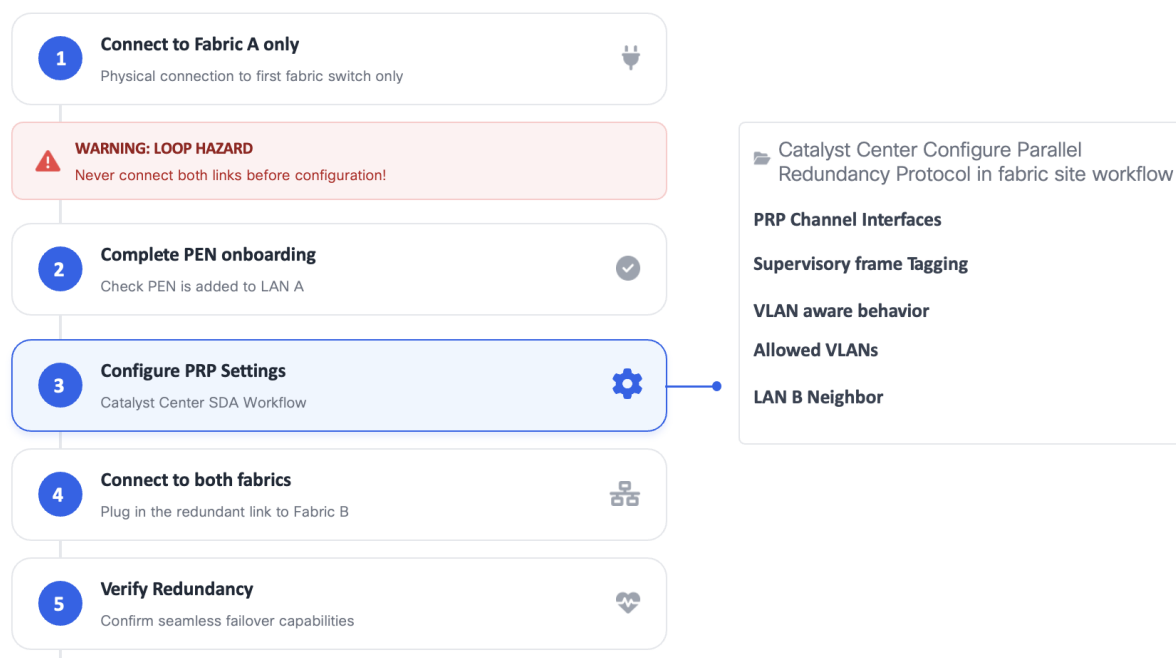 1
Connect to Fabric A only
Physical connection to first fabric switch only
WARNING: LOOP HAZARD
Never connect both links before configuration!
2
Complete PEN onboarding
Check PEN is added to LAN A
3
Configure PRP Settings
Catalyst Center SDA Workflow
4
Connect to both fabrics
Plug in the redundant link to Fabric B
5
Verify Redundancy
Confirm seamless failover capabilities
Catalyst Center Configure Parallel
Redundancy Protocol in fabric site workflow
PRP Channel Interfaces
Supervisory frame Tagging
VLAN aware behavior
Allowed VLANs
LAN B Neighbor